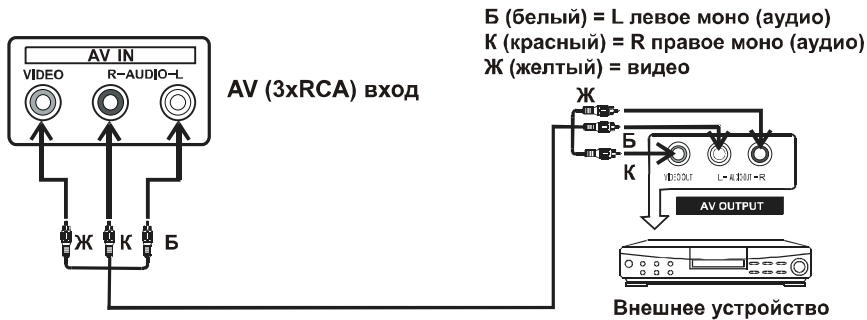 Б (белый) = L левое моно (аудио)
К (красный) = R правое моно (аудио)
Ж (желтый) = видео
AV IN
VIDEO R-AUDIO-L
AV (3xRCA) вход
Ж
Б
К
VIDEO OUT L- AUDIO OUT -R
AV OUTPUT
Ж К Б
Внешнее устройство